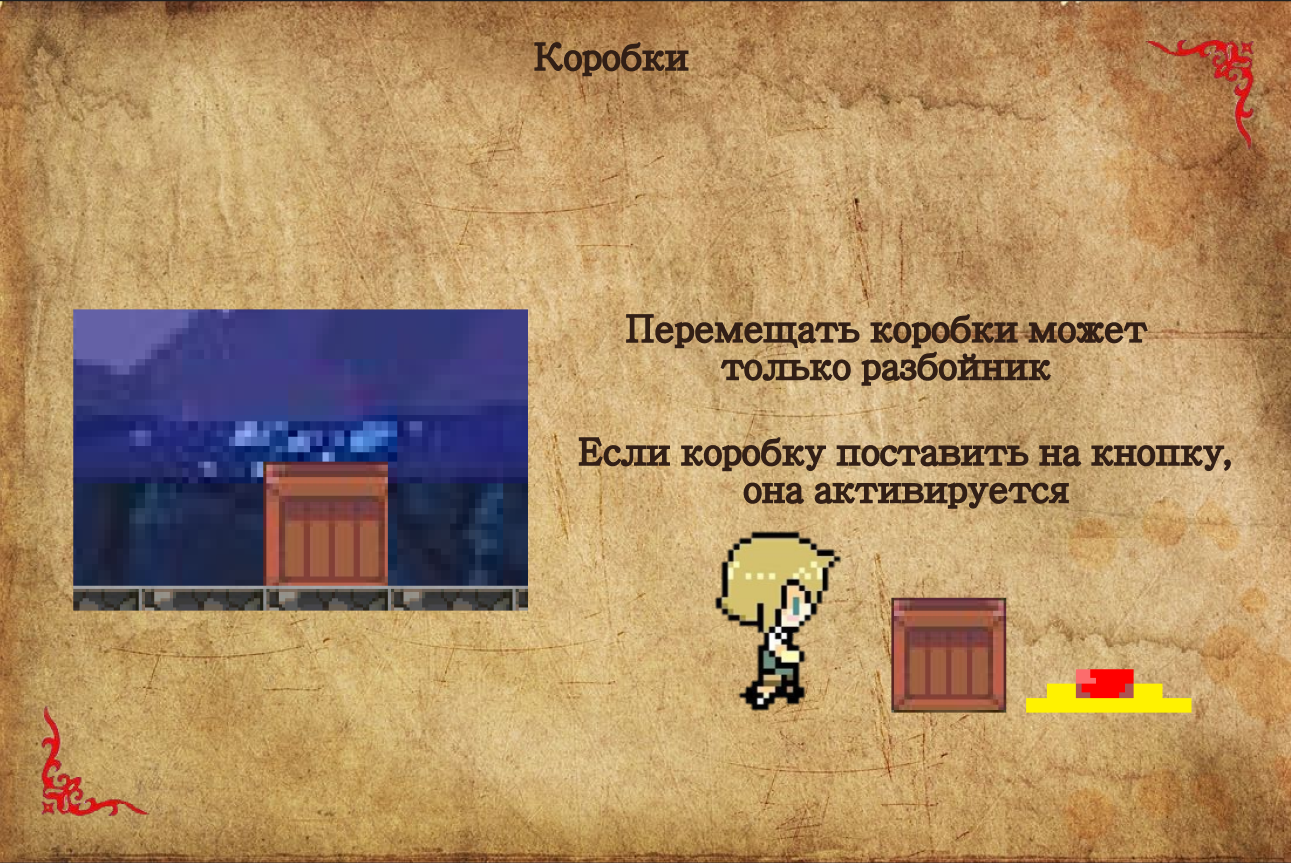 Коробки
Перемещать коробки может
только разбойник
Если коробку поставить на кнопку,
она активируется